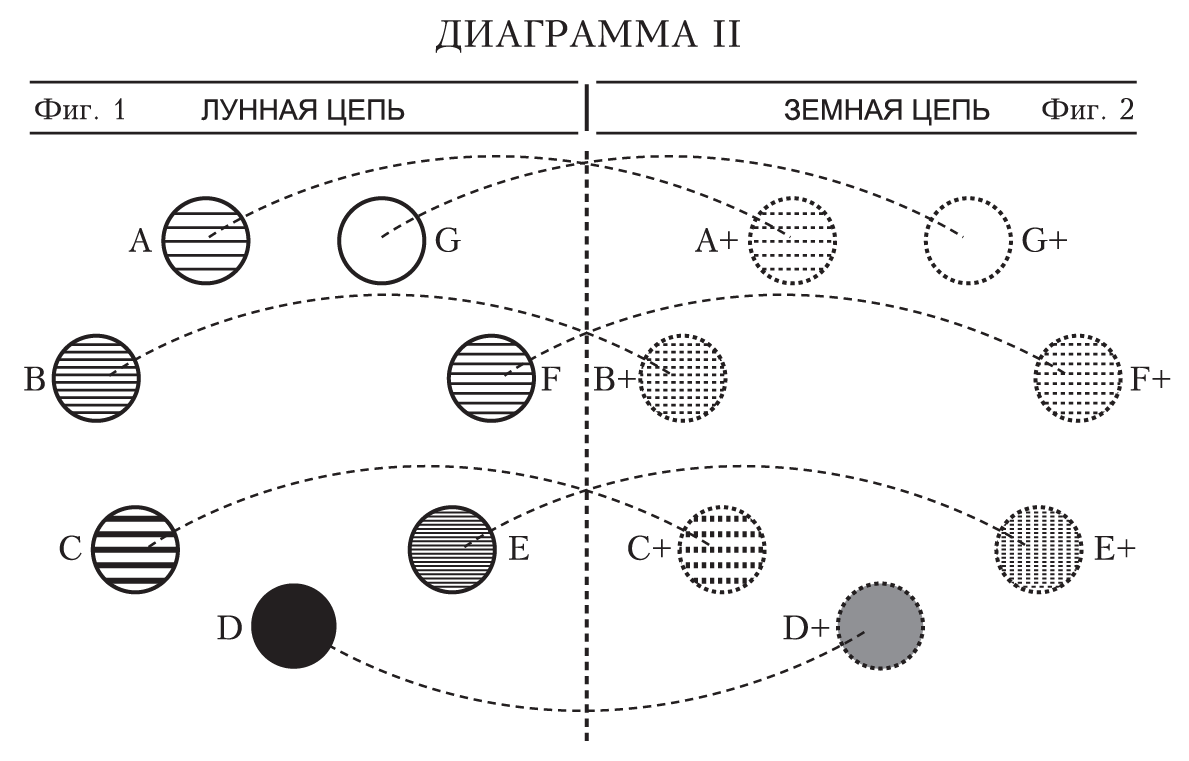 ДИАГРАММА II
Фиг. 1 ЛУННАЯ ЦЕПЬ ЗЕМНАЯ ЦЕПЬ Фиг. 2
A G A+ G+
B F B+ F+
C E C+ E+
D D+